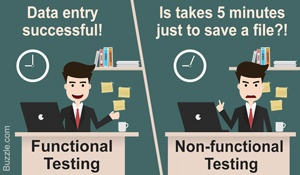 Data entry
successful!
Is takes 5 minutes
just to save a file?!
Functional
Testing
Non-functional
Testing
Buzzle.com